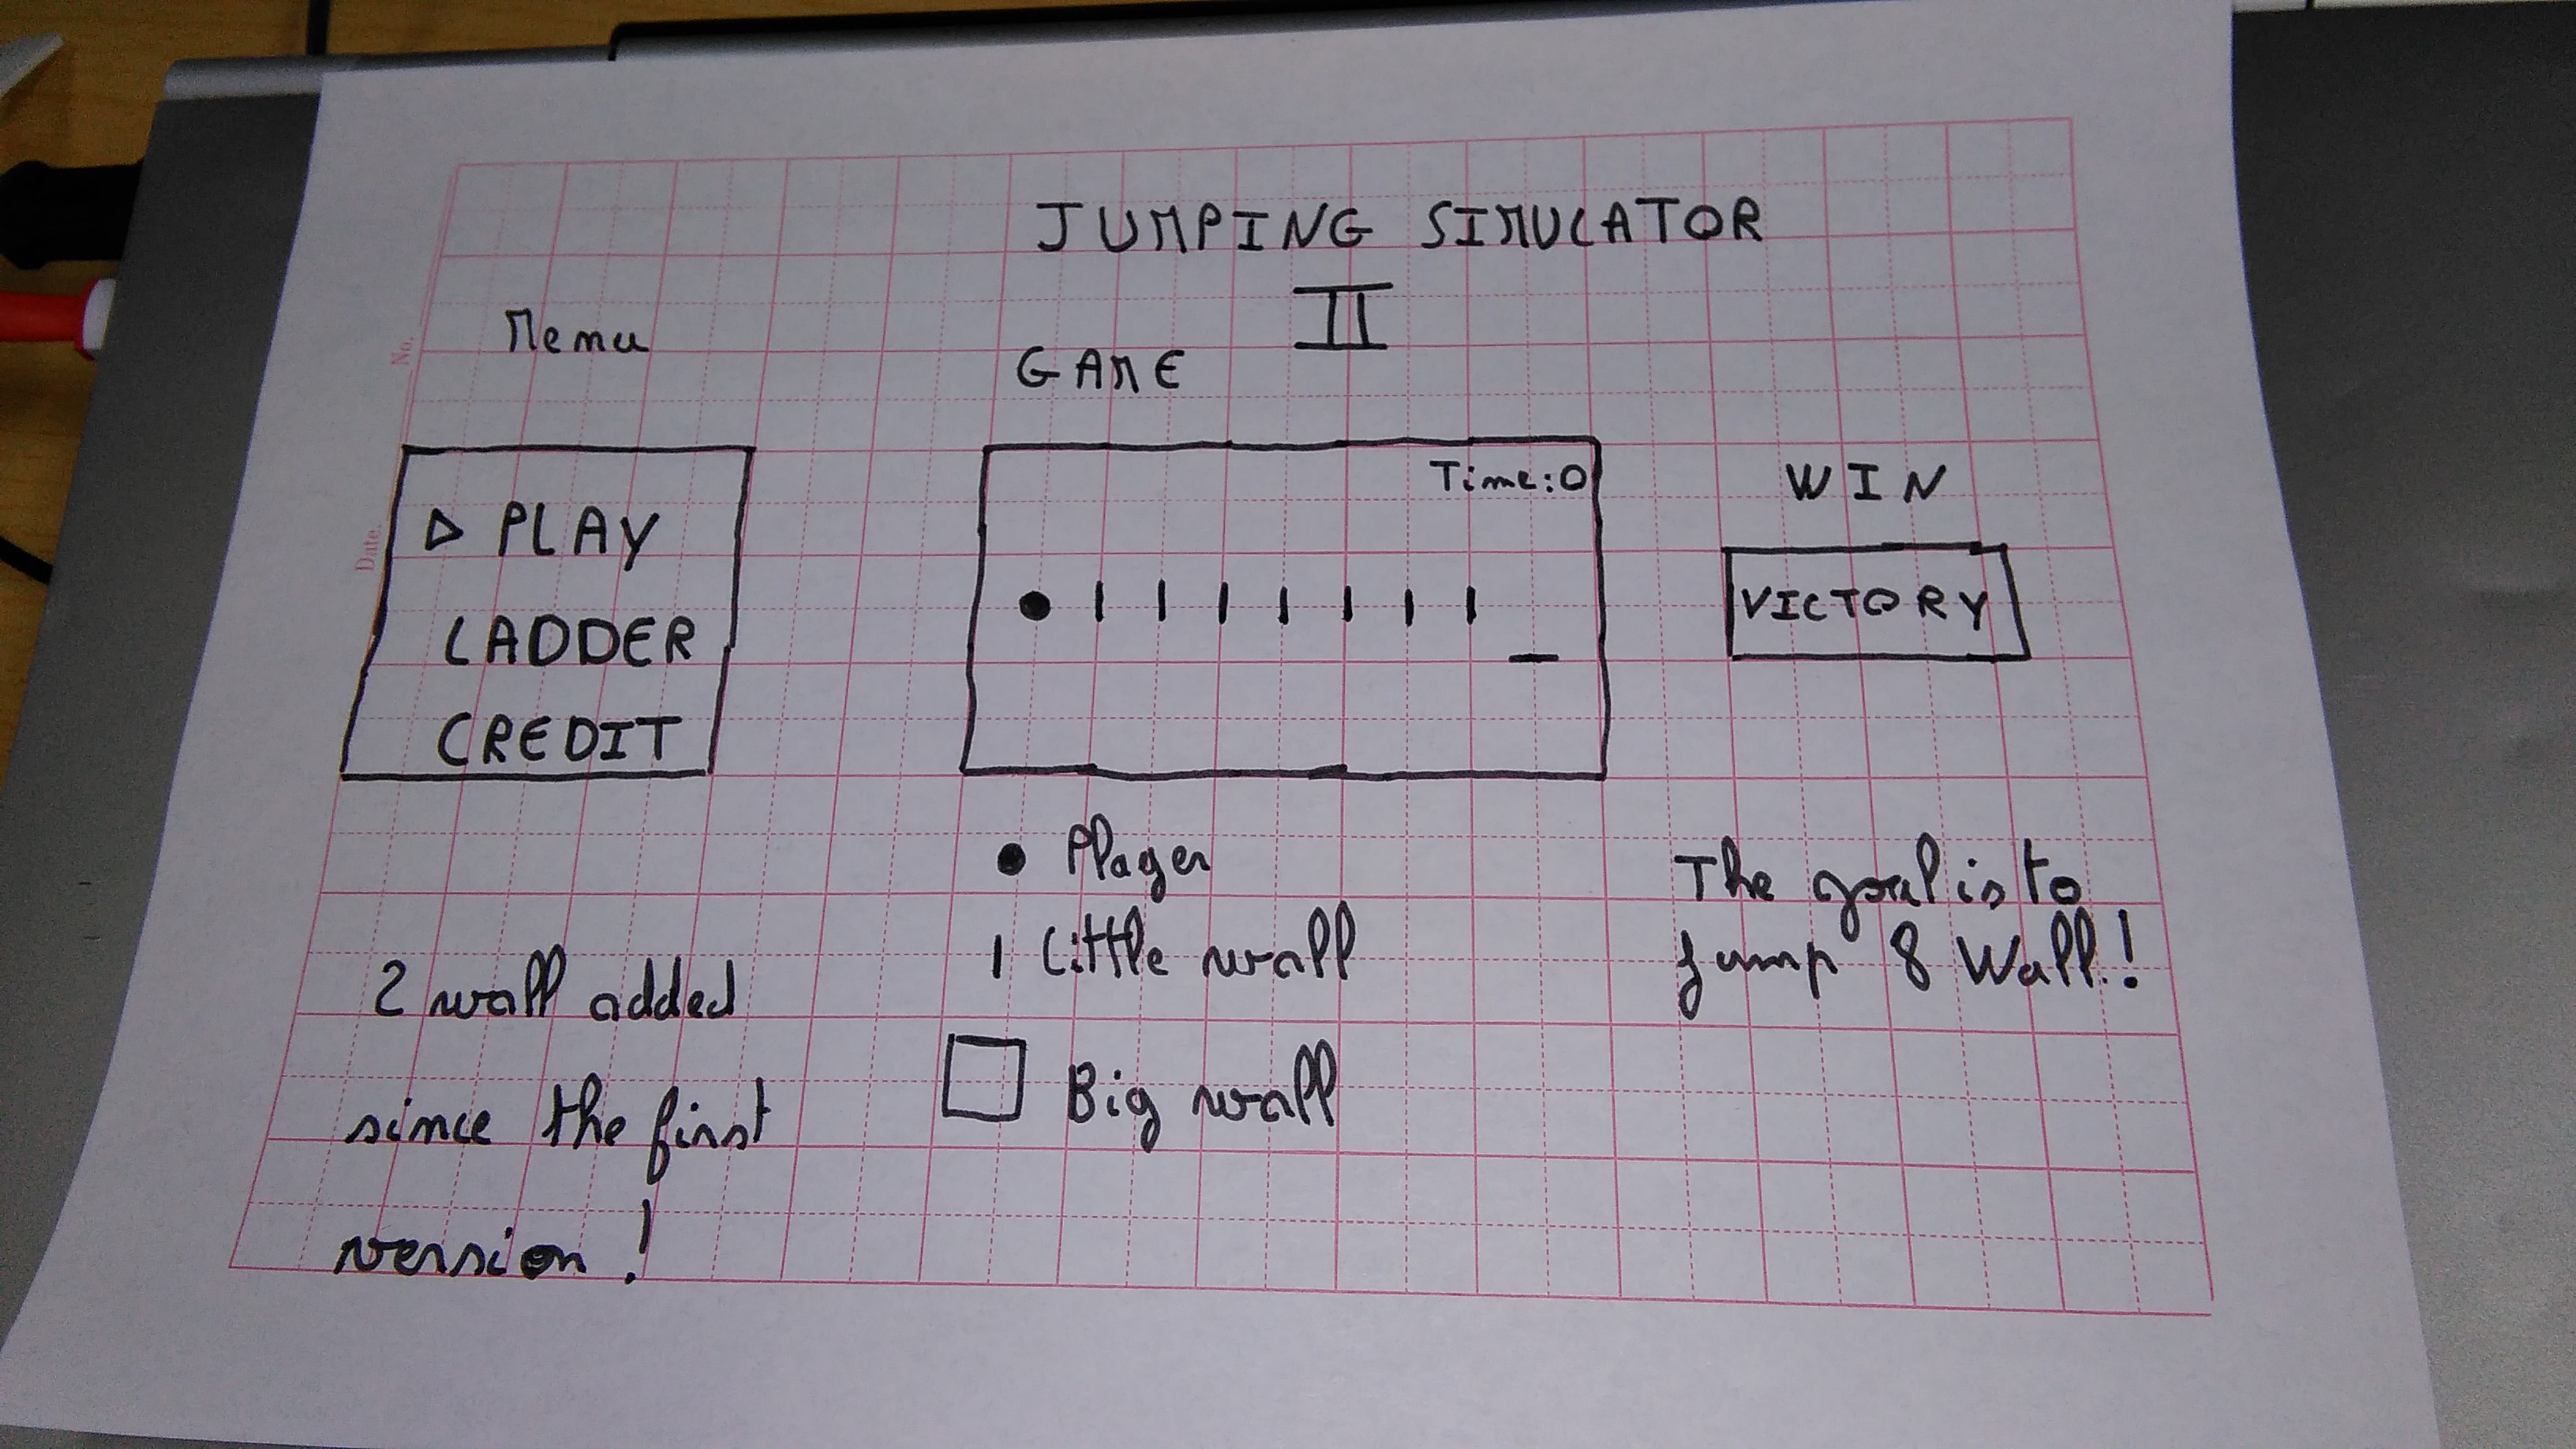 JUMPING SIMULATOR
II
Menu
GAME
WIN
▷ PLAY
LADDER
CREDIT
Time:0
VICTORY
Player
Little wall
Big wall
The goal is to
jump 8 Wall!
2 wall added
since the first
version!
No.
Date